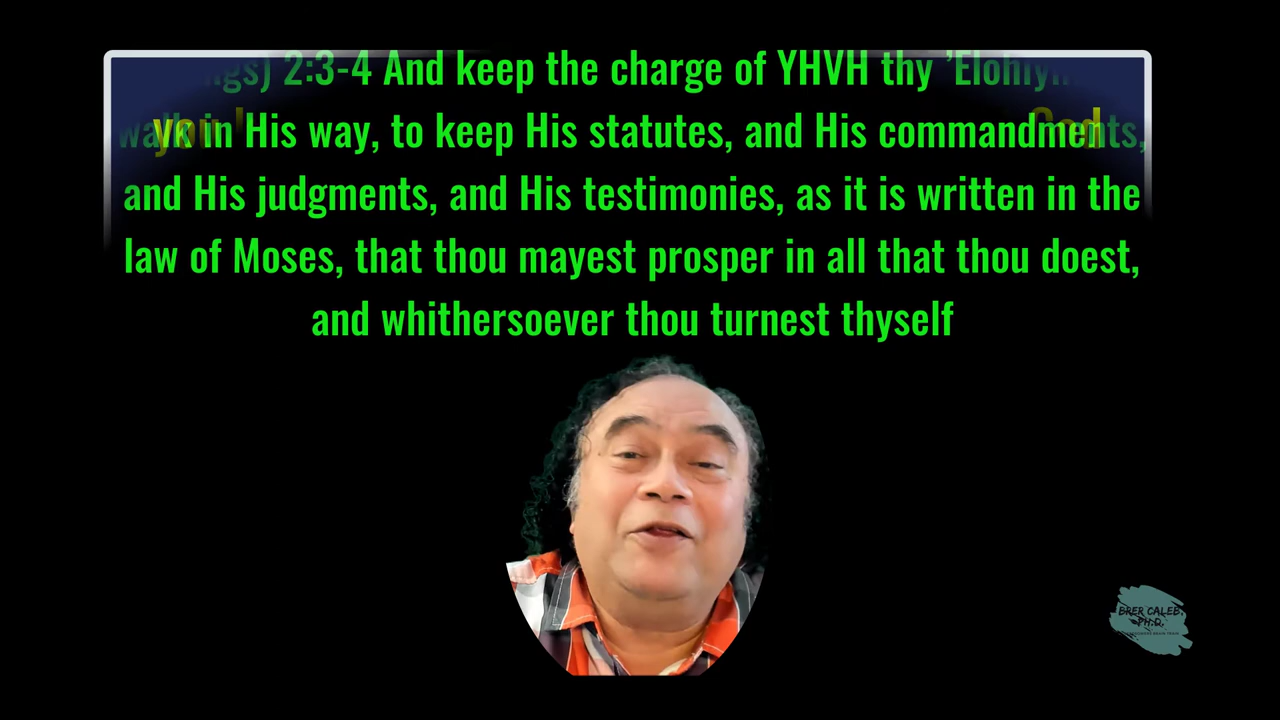 2:3-4 And keep the charge of YHVH thy 'Elohiym
walk in His way, to keep His statutes, and His commandments,
and His judgments, and His testimonies, as it is written in the
law of Moses, that thou mayest prosper in all that thou doest,
and whithersoever thou turnest thyself
BRER CALEB,
PH.D.